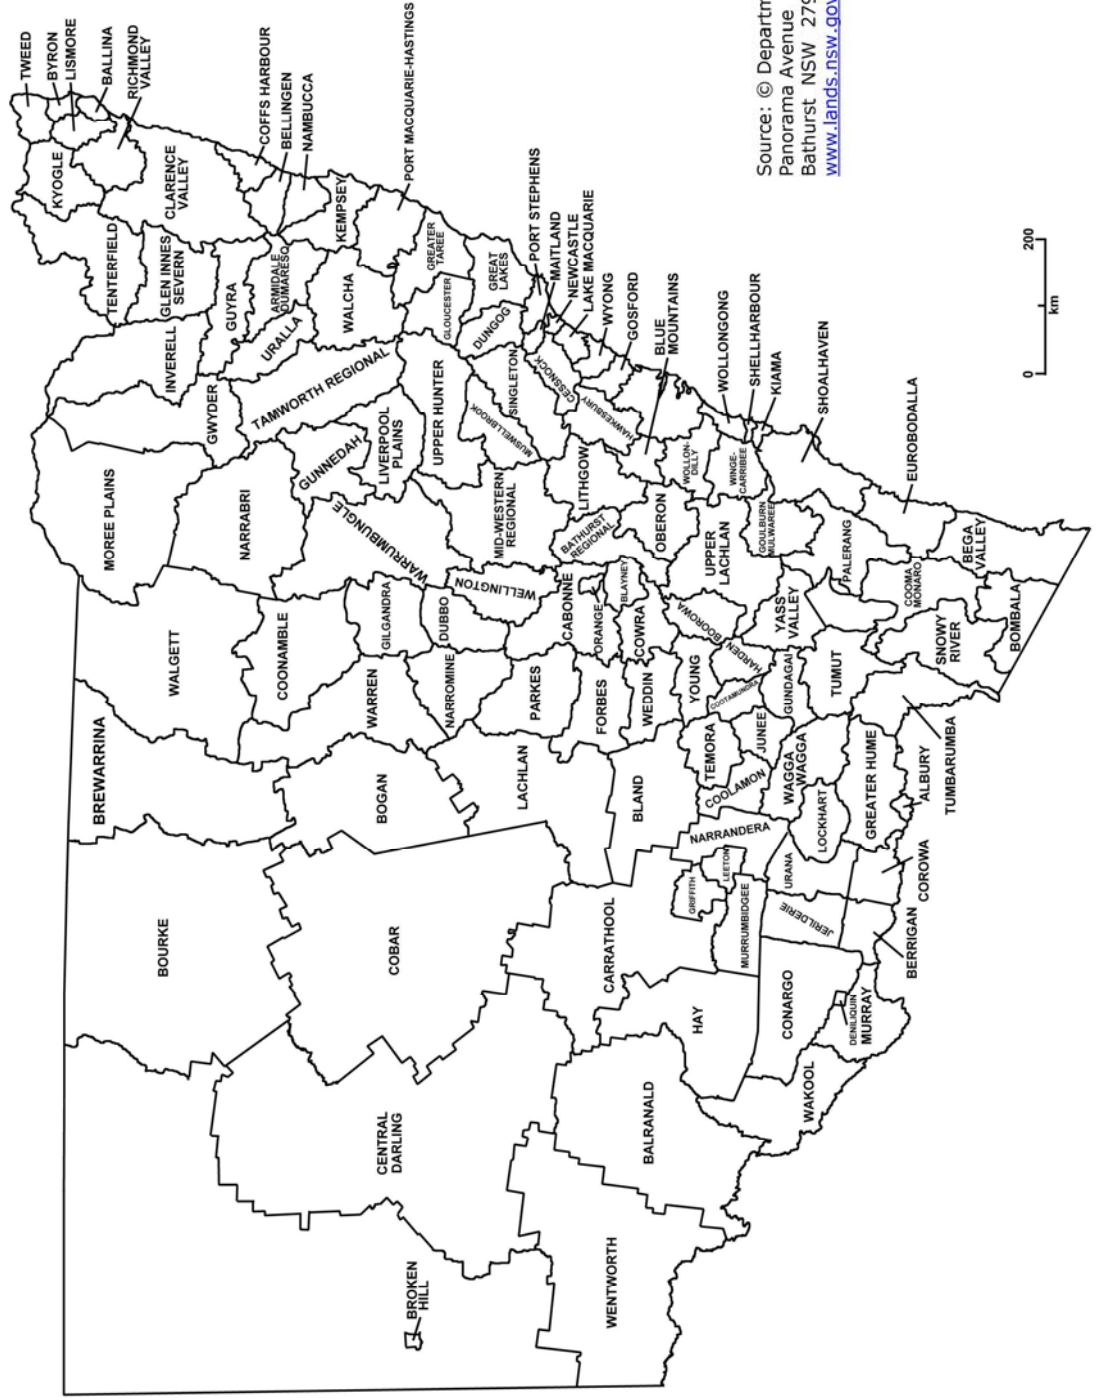 TWEED
BYRON
LISMORE
BALLINA
RICHMOND
VALLEY
KYOGLE
TENTERFIELD
CLARENCE
VALLEY
GLEN INNES
SEVERN
INVERELL
MOREE PLAINS
WALGETT
BREWARRINA
BOURKE
GWYDER
GUYRA
ARMIDALE
DUMARESQ
COFFS HARBOUR
BELLINGEN
NAMBUCCA
KEMPSEY
URALLA
WALCHA
TAMWORTH REGIONAL
NARRABRI
GUNNEDAH
LIVERPOOL
PLAINS
COONAMBLE
WARRUMBUNGLE
GILGANDRA
WARREN
BOGAN
COBAR
CENTRAL
DARLING
BROKEN
HILL
PORT MACQUARIE-HASTINGS
GREATER
TAREE
GLOUCESTER
GREAT
LAKES
DUNGOG
UPPER HUNTER
MUSWELLBROOK
SINGLETON
MID-WESTERN
REGIONAL
WELLINGTON
DUBBO
NARROMINE
PORT STEPHENS
MAITLAND
NEWCASTLE
LAKE MACQUARIE
WYONG
GOSFORD
CESSNOCK
HAWKESBURY
BLUE
MOUNTAINS
LITHGOW
BATHURST
REGIONAL
OBERON
CABONNE
ORANGE
BLAYNEY
COWRA
PARKES
FORBES
WEDDIN
LACHLAN
BLAND
CARRATHOOL
BALRANALD
WENTWORTH
WOLLONGONG
SHELLHARBOUR
KIAMA
WOLLON-
DILLY
WINGE-
CARRIBEE
GOULBURN
MULWAREE
UPPER
LACHLAN
BOOROWA
YOUNG
HARDEN
COOTAMUNDRA
TEMORA
JUNEE
COOLAMON
NARRANDERA
GRIFFITH
LEETON
MURRUMBIDGEE
HAY
SHOALHAVEN
PALERANG
YASS
VALLEY
GUNDAGAI
TUMUT
WAGGA
WAGGA
LOCKHART
URANA
JERILDERIE
CONARGO
WAKOOL
DENILIQUIN
MURRAY
EUROBODALLA
COOMA
MONARO
SNOWY
RIVER
BEGA
VALLEY
BOMBALA
GREATER HUME
TUMBARUMBA
ALBURY
COROWA
BERRIGAN
0
200
km
Source: © Departm
Panorama Avenue
Bathurst NSW 279
www.lands.nsw.gov